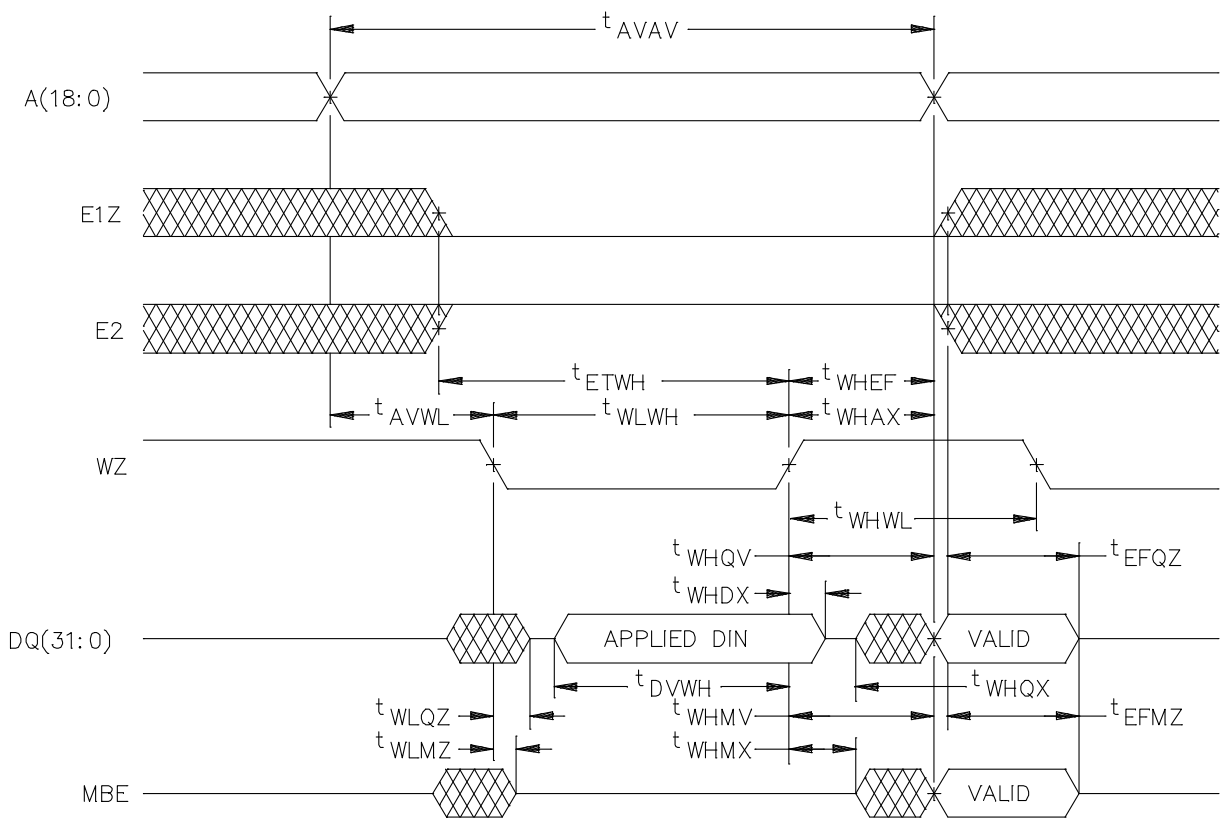 t AVAV
A(18:0)
E1Z
E2
t ETWH
t WHEF
t AVWL
t WLWH
t WHAX
WZ
t WHWL
t WHQV
t EFQZ
t WHDX
DQ(31:0)
APPLIED DIN
VALID
t DVWH
t WHQX
t WLQZ
t WHMV
t EFMZ
t WLMZ
t WHMX
MBE
VALID